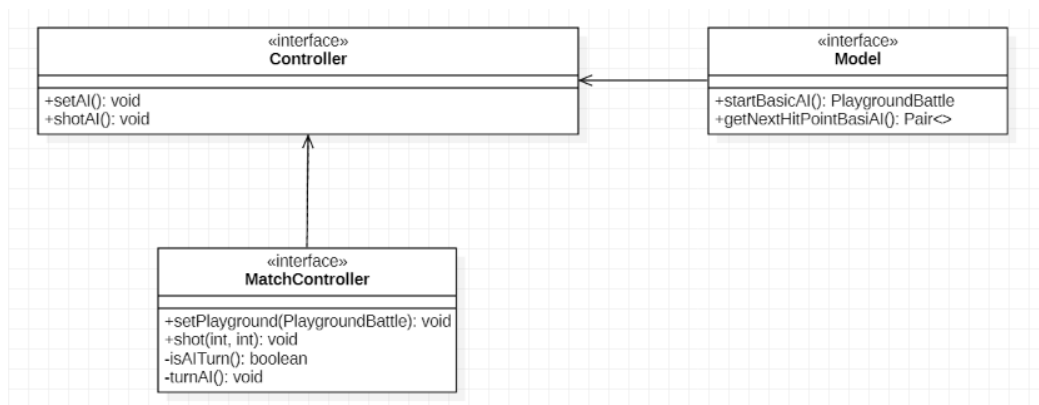 «interface»
Controller
+setAI(): void
+shotAI(): void
«interface»
Model
+startBasicAI(): PlaygroundBattle
+getNextHitPointBasiAI(): Pair<>
«interface»
MatchController
+setPlayground(PlaygroundBattle): void
+shot(int, int): void
-isAITurn(): boolean
-turnAI(): void